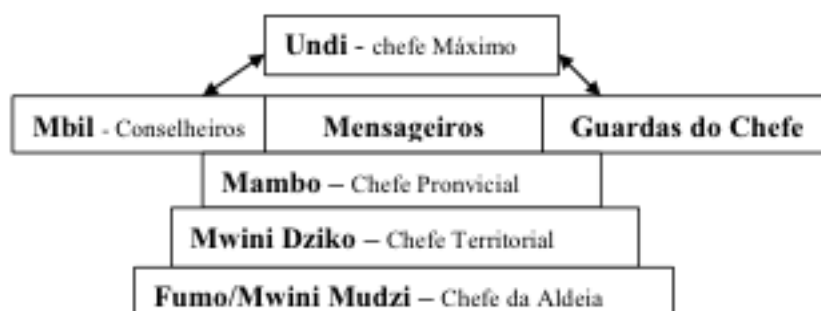 Undi - chefe Máximo
Mbil - Conselheiros Mensageiros Guardas do Chefe
Mambo – Chefe Pronvicial
Mwini Dziko – Chefe Territorial
Fumo/Mwini Mudzi – Chefe da Aldeia